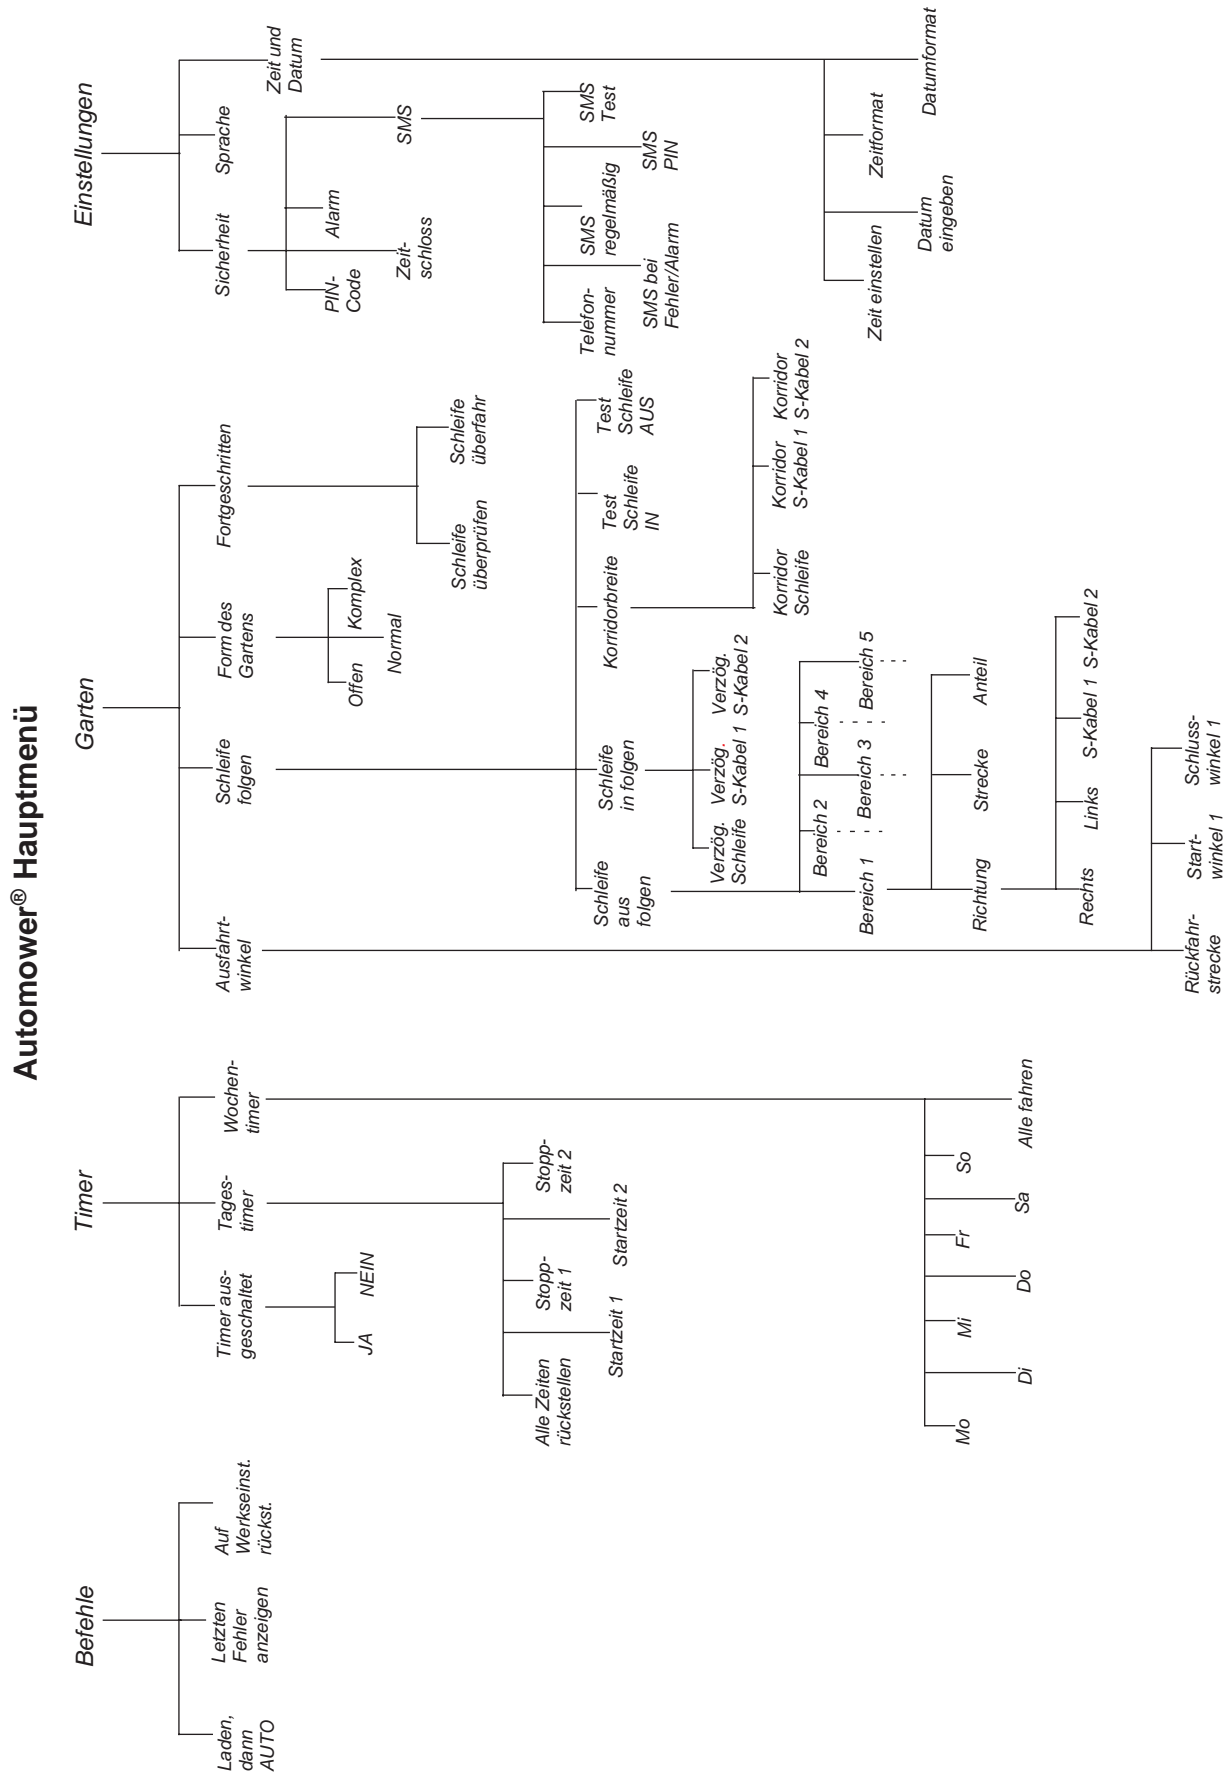 Automower® Hauptmenü
Befehle
Laden,
dann
AUTO
Letzten
Fehler
anzeigen
Auf
Werkseinst.
rückst.
Timer
Timer aus-
geschaltet
JA
NEIN
Tages-
timer
Alle Zeiten
rückstellen
Startzeit 1
Stopp-
zeit 1
Startzeit 2
Stopp-
zeit 2
Wochen-
timer
Mo
Di
Mi
Do
Fr
Sa
So
Alle fahren
Garten
Ausfahrt-
winkel
Rückfahr-
strecke
Start-
winkel 1
Schluss-
winkel 1
Schleife
folgen
Schleife
aus
folgen
Bereich 1
Bereich 2
Bereich 3
Bereich 4
Bereich 5
Richtung
Strecke
Anteil
Rechts
Links
S-Kabel 1
S-Kabel 2
Schleife
in folgen
Verzög.
Schleife
Verzög.
S-Kabel 1
Verzög.
S-Kabel 2
Korridorbreite
Korridor
Schleife
Korridor
S-Kabel 1
Korridor
S-Kabel 2
Test
Schleife
IN
Test
Schleife
AUS
Form des
Gartens
Offen
Normal
Komplex
Fortgeschritten
Schleife
überprüfen
Schleife
überfahr
Einstellungen
Sicherheit
PIN-
Code
Alarm
Zeit-
schloss
SMS
Telefon-
nummer
SMS bei
Fehler/Alarm
SMS
regelmäßig
SMS
PIN
SMS
Test
Sprache
Zeit und
Datum
Zeit einstellen
Datum
eingeben
Zeitformat
Datumformat